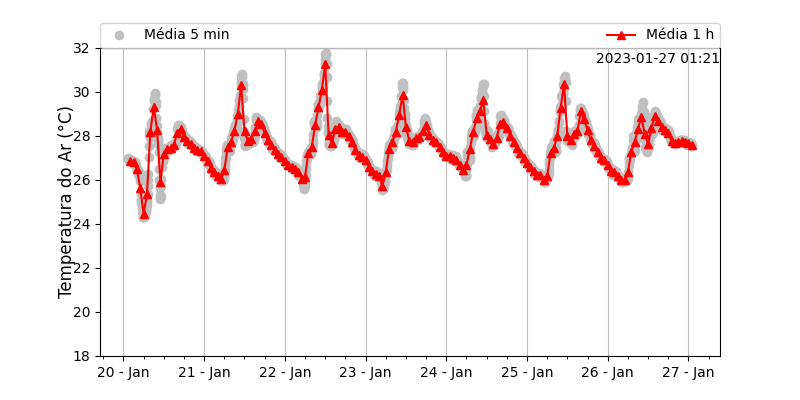 Média 5 min
Média 1 h
2023-01-27 01:21
Temperatura do Ar (°C)
32
30
28
26
24
22
20
18
20 - Jan
21 - Jan
22 - Jan
23 - Jan
24 - Jan
25 - Jan
26 - Jan
27 - Jan